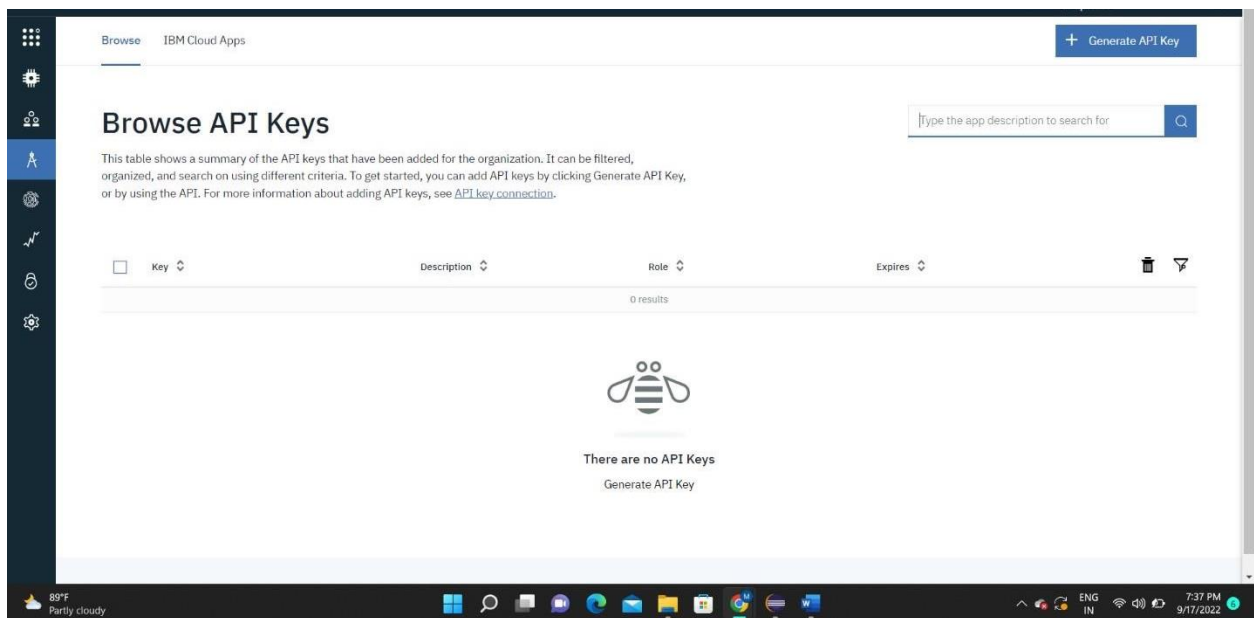 Browse IBM Cloud Apps
+ Generate API Key
Browse API Keys
Type the app description to search for
This table shows a summary of the API keys that have been added for the organization. It can be filtered,
organized, and search on using different criteria. To get started, you can add API keys by clicking Generate API Key,
or by using the API. For more information about adding API keys, see API key connection.
Key Description Role Expires
0 results
There are no API Keys
Generate API Key
89°F
Partly cloudy
ENG
IN
7:37 PM
9/17/2022
6